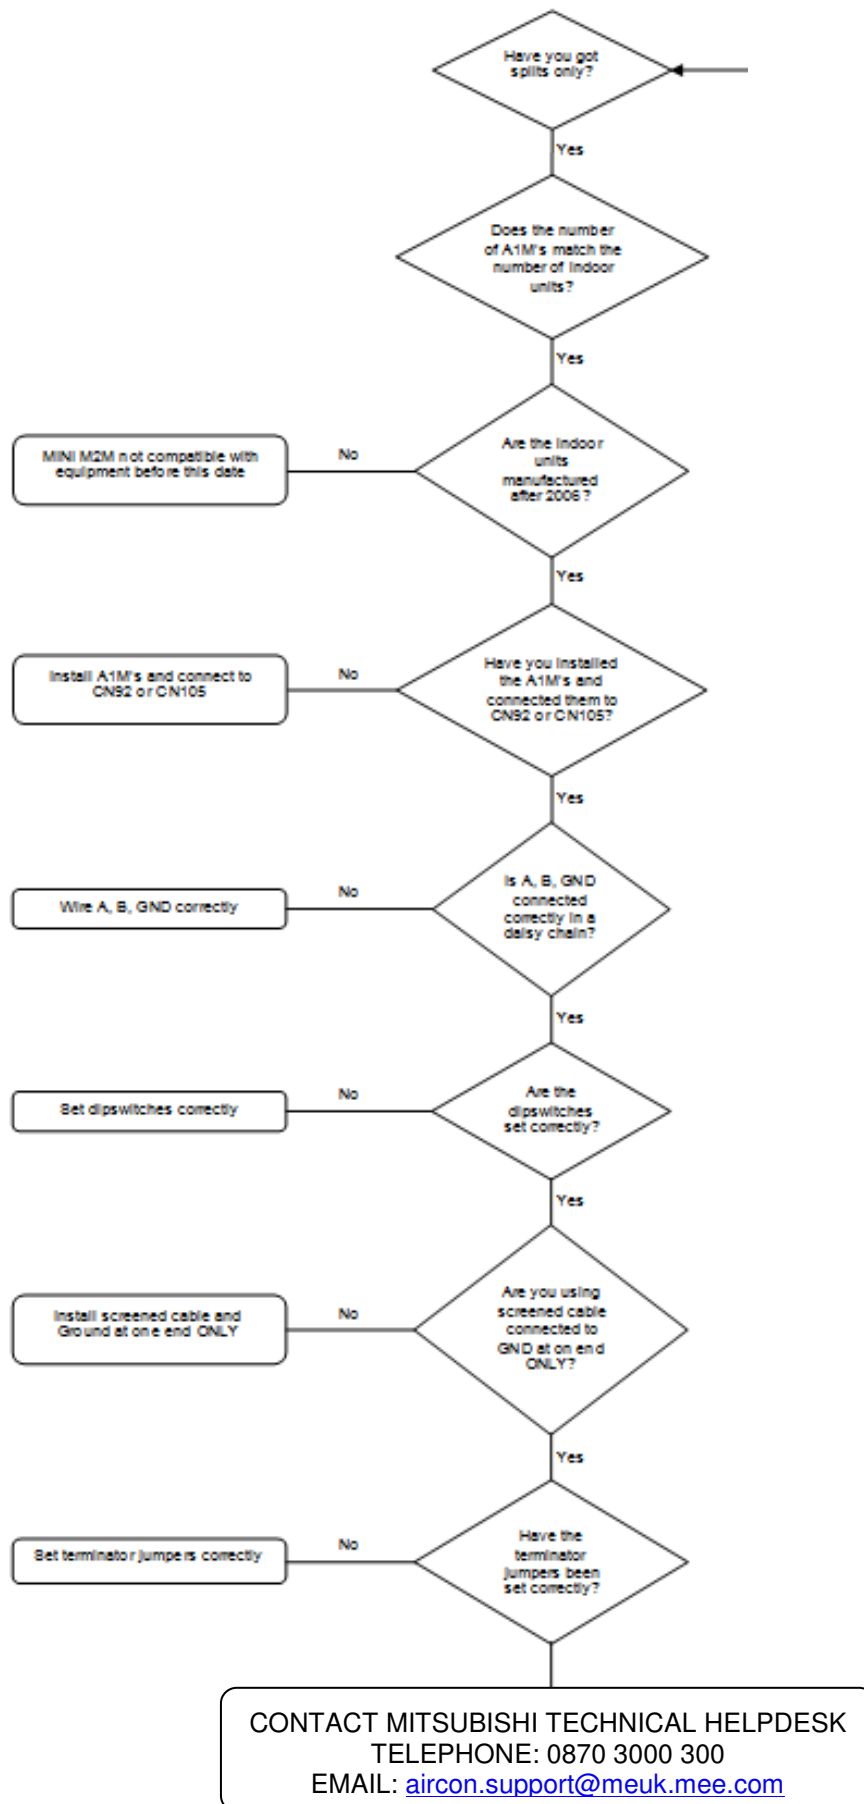 Have you got
splits only?
Yes
Does the number
of A1M's match the
number of Indoor
units?
Yes
MINI M2M not compatible with
equipment before this date
No
Are the Indoor
units
manufactured
after 2006?
Yes
Install A1M's and connect to
CN92 or CN105
No
Have you Installed
the A1M's and
connected them to
CN92 or CN105?
Yes
Wire A, B, GND correctly
No
Is A, B, GND
connected
correctly in a
daisy chain?
Yes
Set dipswitches correctly
No
Are the
dipswitches
set correctly?
Yes
Install screened cable and
Ground at one end ONLY
No
Are you using
screened cable
connected to
GND at on end
ONLY?
Yes
Set terminator jumpers correctly
No
Have the
terminator
jumpers been
set correctly?
CONTACT MITSUBISHI TECHNICAL HELPDESK
TELEPHONE: 0870 3000 300
EMAIL: aircon.support@meuk.mee.com